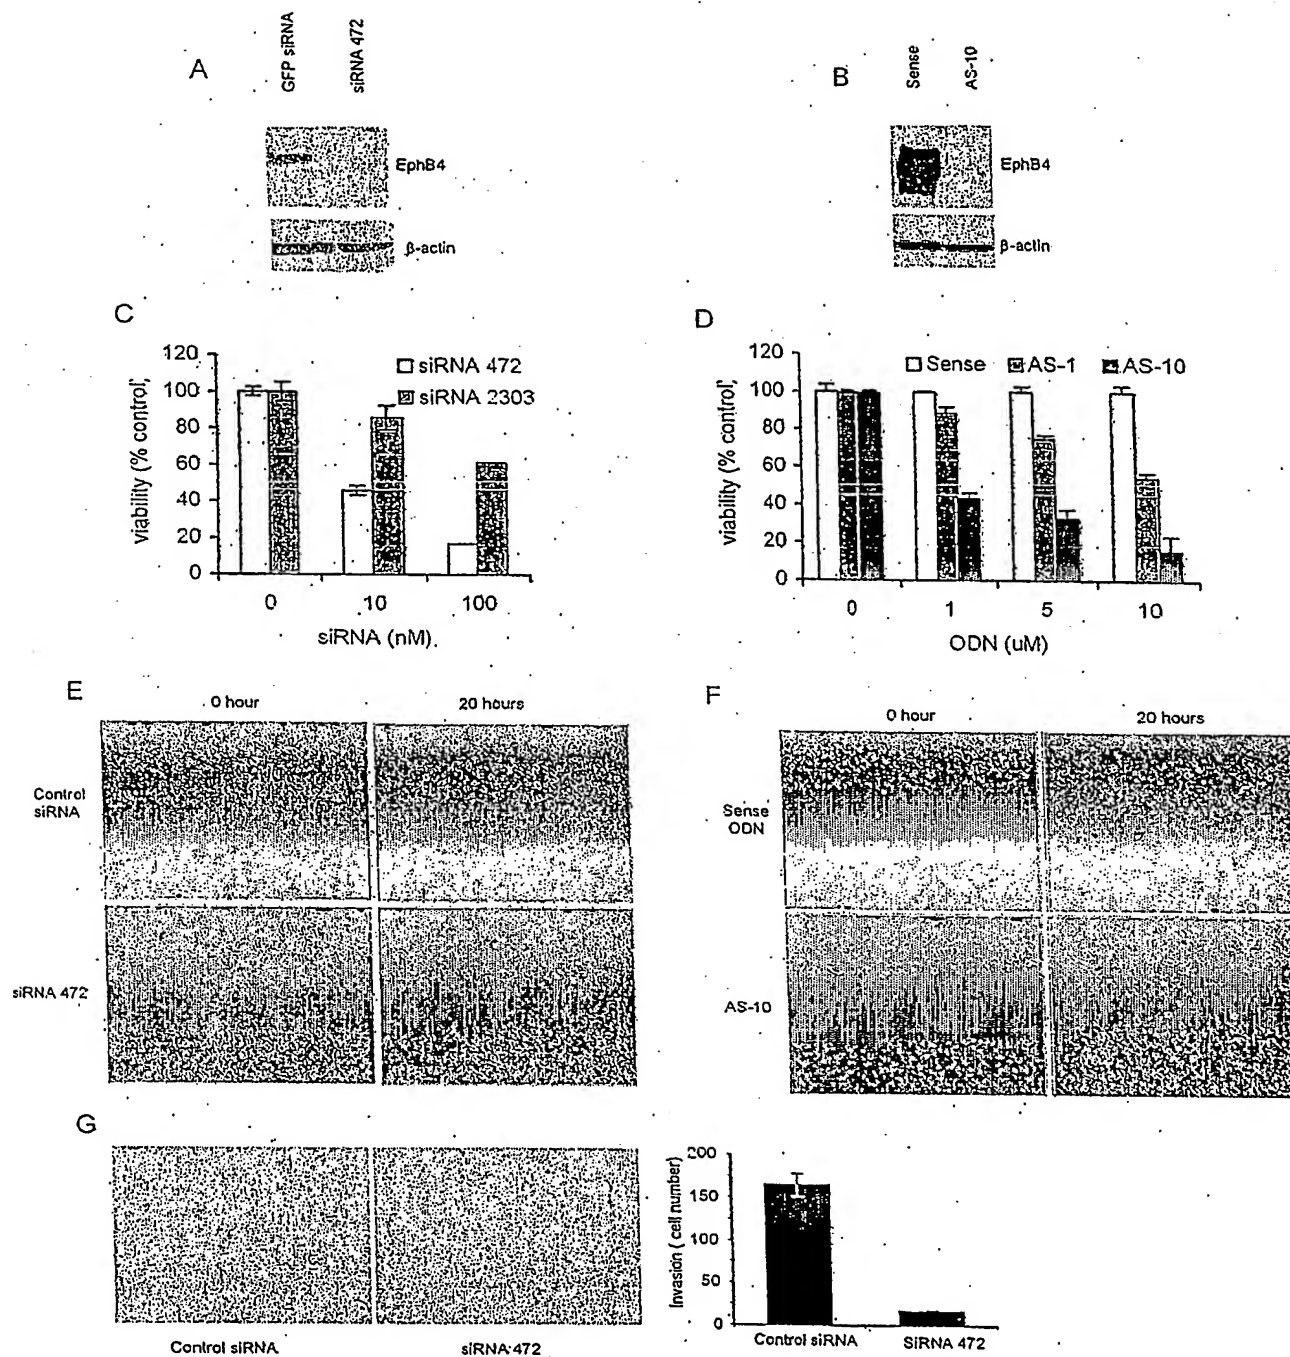 A
GFP siRNA
siRNA 472
EphB4
β-actin
B
Sense
AS-10
EphB4
β-actin
C
viability (% control)
120
100
80
60
40
20
0
siRNA 472
siRNA 2303
0 10 100
siRNA (nM)
D
viability (% control)
120
100
80
60
40
20
0
Sense AS-1 AS-10
0 1 5 10
ODN (uM)
E
0 hour 20 hours
Control
siRNA
siRNA 472
F
0 hour 20 hours
Sense
ODN
AS-10
G
Control siRNA siRNA 472
Invasion ( cell number)
200
150
100
50
0
Control siRNA SiRNA 472